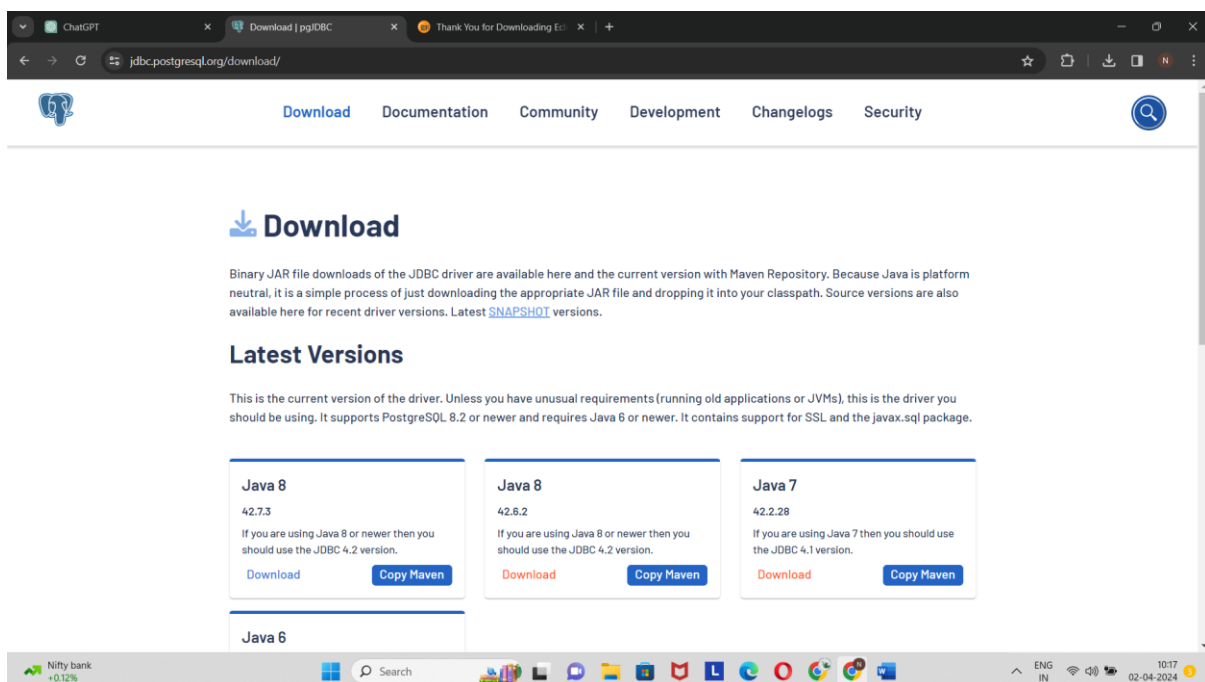 ChatGPT
Download | pgJDBC
Thank You for Downloading Ecl
jdbc.postgresql.org/download/
N
Download Documentation Community Development Changelogs Security
Download
Binary JAR file downloads of the JDBC driver are available here and the current version with Maven Repository. Because Java is platform
neutral, it is a simple process of just downloading the appropriate JAR file and dropping it into your classpath. Source versions are also
available here for recent driver versions. Latest SNAPSHOT versions.
Latest Versions
This is the current version of the driver. Unless you have unusual requirements (running old applications or JVMs), this is the driver you
should be using. It supports PostgreSQL 8.2 or newer and requires Java 6 or newer. It contains support for SSL and the javax.sql package.
Java 8
42.7.3
If you are using Java 8 or newer then you
should use the JDBC 4.2 version.
Download Copy Maven
Java 8
42.6.2
If you are using Java 8 or newer then you
should use the JDBC 4.2 version.
Download Copy Maven
Java 7
42.2.28
If you are using Java 7 then you should use
the JDBC 4.1 version.
Download Copy Maven
Java 6
Nifty bank
+0.12%
Search
L
ENG
IN
10:17
02-04-2024